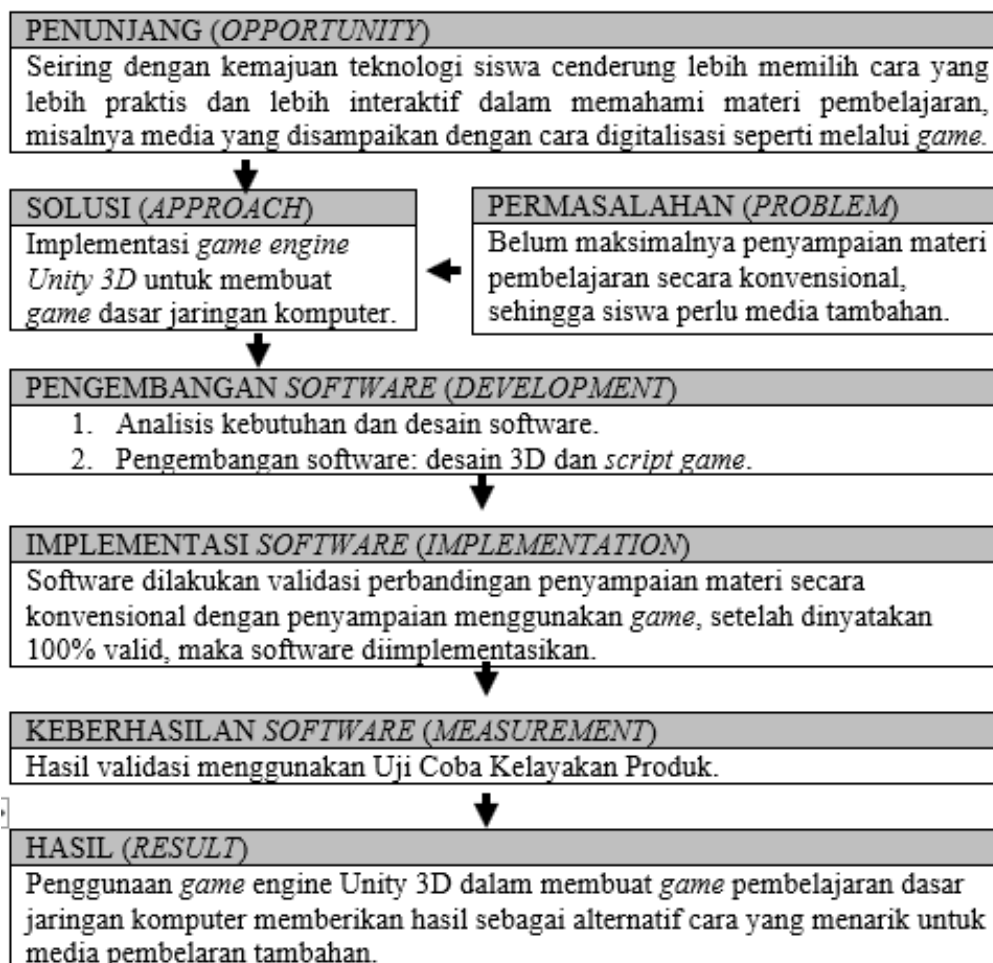 PENUNJANG (OPPORTUNITY)
Seiring dengan kemajuan teknologi siswa cenderung lebih memilih cara yang
lebih praktis dan lebih interaktif dalam memahami materi pembelajaran,
misalnya media yang disampaikan dengan cara digitalisasi seperti melalui game.
SOLUSI (APPROACH)
Implementasi game engine
Unity 3D untuk membuat
game dasar jaringan komputer.
PERMASALAHAN (PROBLEM)
Belum maksimalnya penyampaian materi
pembelajaran secara konvensional,
sehingga siswa perlu media tambahan.
PENGEMBANGAN SOFTWARE (DEVELOPMENT)
1. Analisis kebutuhan dan desain software.
2. Pengembangan software: desain 3D dan script game.
IMPLEMENTASI SOFTWARE (IMPLEMENTATION)
Software dilakukan validasi perbandingan penyampaian materi secara
konvensional dengan penyampaian menggunakan game, setelah dinyatakan
100% valid, maka software diimplementasikan.
KEBERHASILAN SOFTWARE (MEASUREMENT)
Hasil validasi menggunakan Uji Coba Kelayakan Produk.
HASIL (RESULT)
Penggunaan game engine Unity 3D dalam membuat game pembelajaran dasar
jaringan komputer memberikan hasil sebagai alternatif cara yang menarik untuk
media pembelaran tambahan.